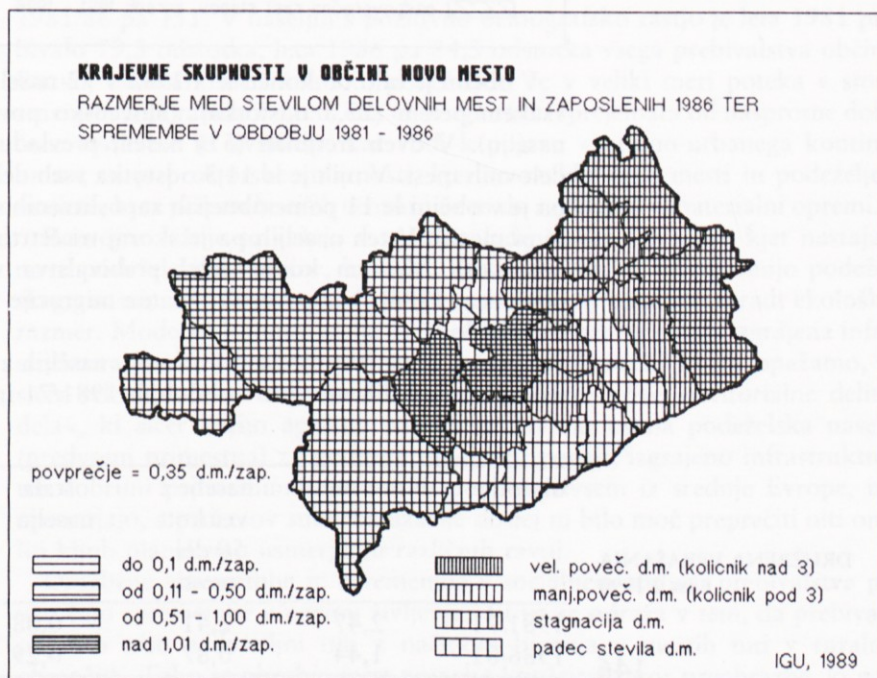 KRAJEVNE SKUPNOSTI V OBČINI NOVO MESTO
RAZMERJE MED STEVILOM DELOVNIH MEST IN ZAPOSLENIH 1986 TER
SPREMEMBE V OBDOBJU 1981 - 1986
povprečje = 0,35 d.m./zap.
do 0,1 d.m./zap.
od 0,11 - 0,50 d.m./zap.
od 0,51 - 1,00 d.m./zap.
nad 1,01 d.m./zap.
vel. poveč. d.m. (kolicnik nad 3)
manj.poveč. d.m. (kolicnik pod 3)
stagnacija d.m.
padec stevila d.m.
IGU, 1989